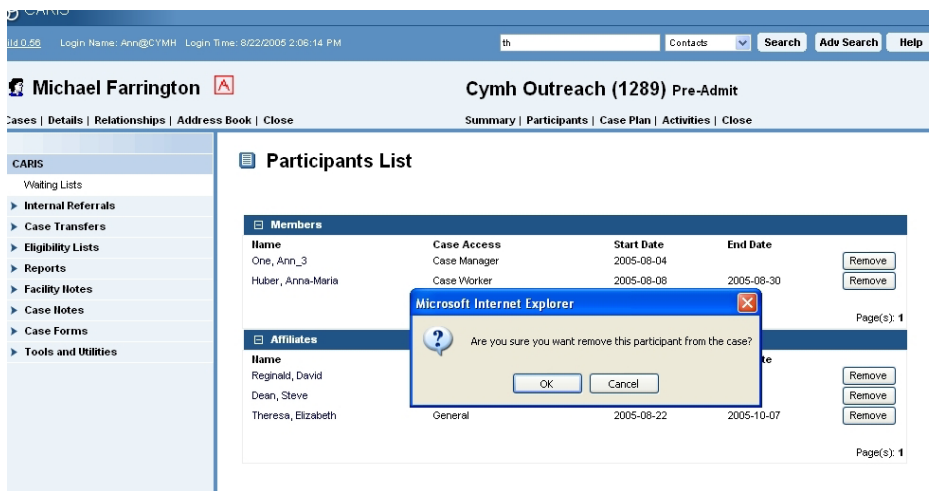 CARIS
ild 0.56 Login Name: Ann@CYMH Login Time: 8/22/2005 2:06:14 PM th Contacts Search Adv Search Help
Michael Farrington Cymh Outreach (1289) Pre-Admit
Cases | Details | Relationships | Address Book | Close Summary | Participants | Case Plan | Activities | Close
CARIS
Waiting Lists
Internal Referrals
Case Transfers
Eligibility Lists
Reports
Facility Notes
Case Notes
Case Forms
Tools and Utilities
Participants List
Members
Name Case Access Start Date End Date
One, Ann_3 Case Manager 2005-08-04 Remove
Huber, Anna-Maria Case Worker 2005-08-08 2005-08-30 Remove
Page(s): 1
Microsoft Internet Explorer
Are you sure you want remove this participant from the case?
OK Cancel
Affiliates
Name te
Reginald, David Remove
Dean, Steve Remove
Theresa, Elizabeth General 2005-08-22 2005-10-07 Remove
Page(s): 1